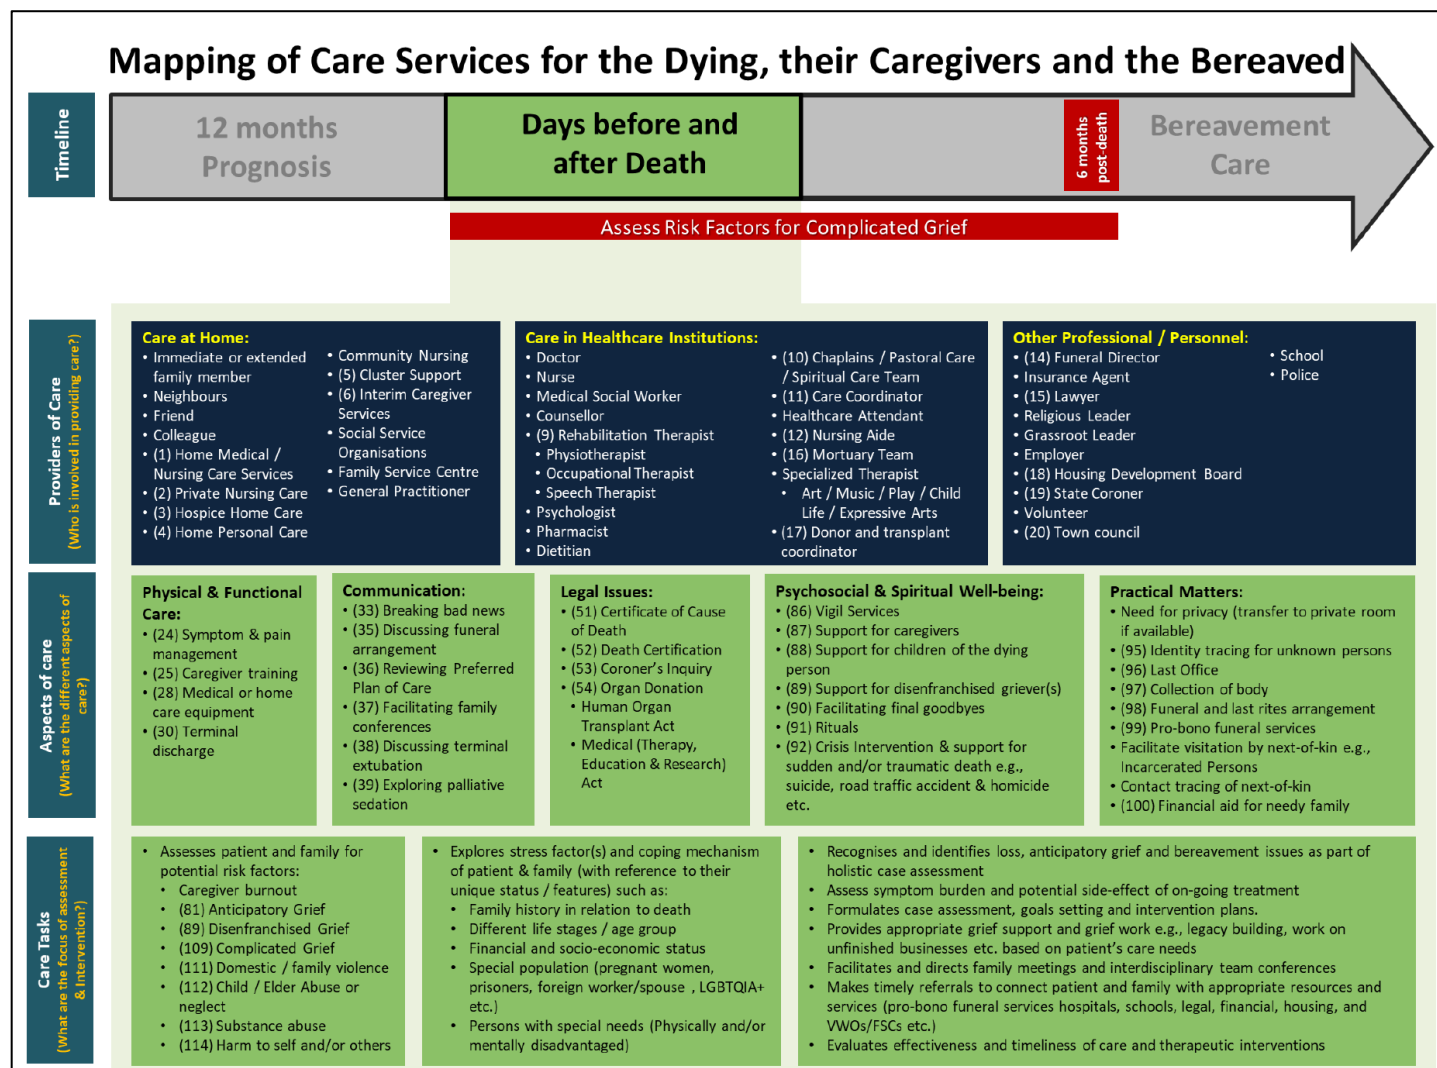 Mapping of Care Services for the Dying, their Caregivers and the Bereaved
Timeline
12 months
Prognosis
Days before and
after Death
6 months
post-death
Bereavement
Care
Assess Risk Factors for Complicated Grief
Providers of Care
(Who is involved in providing care?)
Care at Home:
• Immediate or extended
family member
• Neighbours
• Friend
• Colleague
• (1) Home Medical /
Nursing Care Services
• (2) Private Nursing Care
• (3) Hospice Home Care
• (4) Home Personal Care
• Community Nursing
• (5) Cluster Support
• (6) Interim Caregiver
Services
• Social Service
Organisations
• Family Service Centre
• General Practitioner
Care in Healthcare Institutions:
• Doctor
• Nurse
• Medical Social Worker
• Counsellor
• (9) Rehabilitation Therapist
• Physiotherapist
• Occupational Therapist
• Speech Therapist
• Psychologist
• Pharmacist
• Dietitian
• (10) Chaplains / Pastoral Care
/ Spiritual Care Team
• (11) Care Coordinator
• Healthcare Attendant
• (12) Nursing Aide
• (16) Mortuary Team
• Specialized Therapist
• Art / Music / Play / Child
Life / Expressive Arts
• (17) Donor and transplant
coordinator
Other Professional / Personnel:
• (14) Funeral Director
• Insurance Agent
• (15) Lawyer
• Religious Leader
• Grassroot Leader
• Employer
• (18) Housing Development Board
• (19) State Coroner
• Volunteer
• (20) Town council
• School
• Police
Aspects of care
(What are the different aspects of
care?)
Physical & Functional
Care:
• (24) Symptom & pain
management
• (25) Caregiver training
• (28) Medical or home
care equipment
• (30) Terminal
discharge
Communication:
• (33) Breaking bad news
• (35) Discussing funeral
arrangement
• (36) Reviewing Preferred
Plan of Care
• (37) Facilitating family
conferences
• (38) Discussing terminal
extubation
• (39) Exploring palliative
sedation
Legal Issues:
• (51) Certificate of Cause
of Death
• (52) Death Certification
• (53) Coroner's Inquiry
• (54) Organ Donation
• Human Organ
Transplant Act
• Medical (Therapy,
Education & Research)
Act
Psychosocial & Spiritual Well-being:
• (86) Vigil Services
• (87) Support for caregivers
• (88) Support for children of the dying
person
• (89) Support for disenfranchised griever(s)
• (90) Facilitating final goodbyes
• (91) Rituals
• (92) Crisis Intervention & support for
sudden and/or traumatic death e.g.,
suicide, road traffic accident & homicide
etc.
Practical Matters:
• Need for privacy (transfer to private room
if available)
• (95) Identity tracing for unknown persons
• (96) Last Office
• (97) Collection of body
• (98) Funeral and last rites arrangement
• (99) Pro-bono funeral services
• Facilitate visitation by next-of-kin e.g.,
Incarcerated Persons
• Contact tracing of next-of-kin
• (100) Financial aid for needy family
Care Tasks
(What are the focus of assessment
& Intervention?)
• Assesses patient and family for
potential risk factors:
• Caregiver burnout
• (81) Anticipatory Grief
• (89) Disenfranchised Grief
• (109) Complicated Grief
• (111) Domestic / family violence
• (112) Child / Elder Abuse or
neglect
• (113) Substance abuse
• (114) Harm to self and/or others
• Explores stress factor(s) and coping mechanism
of patient & family (with reference to their
unique status / features) such as:
• Family history in relation to death
• Different life stages / age group
• Financial and socio-economic status
• Special population (pregnant women,
prisoners, foreign worker/spouse , LGBTQIA+
etc.)
• Persons with special needs (Physically and/or
mentally disadvantaged)
• Recognises and identifies loss, anticipatory grief and bereavement issues as part of
holistic case assessment
• Assess symptom burden and potential side-effect of on-going treatment
• Formulates case assessment, goals setting and intervention plans.
• Provides appropriate grief support and grief work e.g., legacy building, work on
unfinished businesses etc. based on patient's care needs
• Facilitates and directs family meetings and interdisciplinary team conferences
• Makes timely referrals to connect patient and family with appropriate resources and
services (pro-bono funeral services hospitals, schools, legal, financial, housing, and
VWOs/FSCs etc.)
• Evaluates effectiveness and timeliness of care and therapeutic interventions